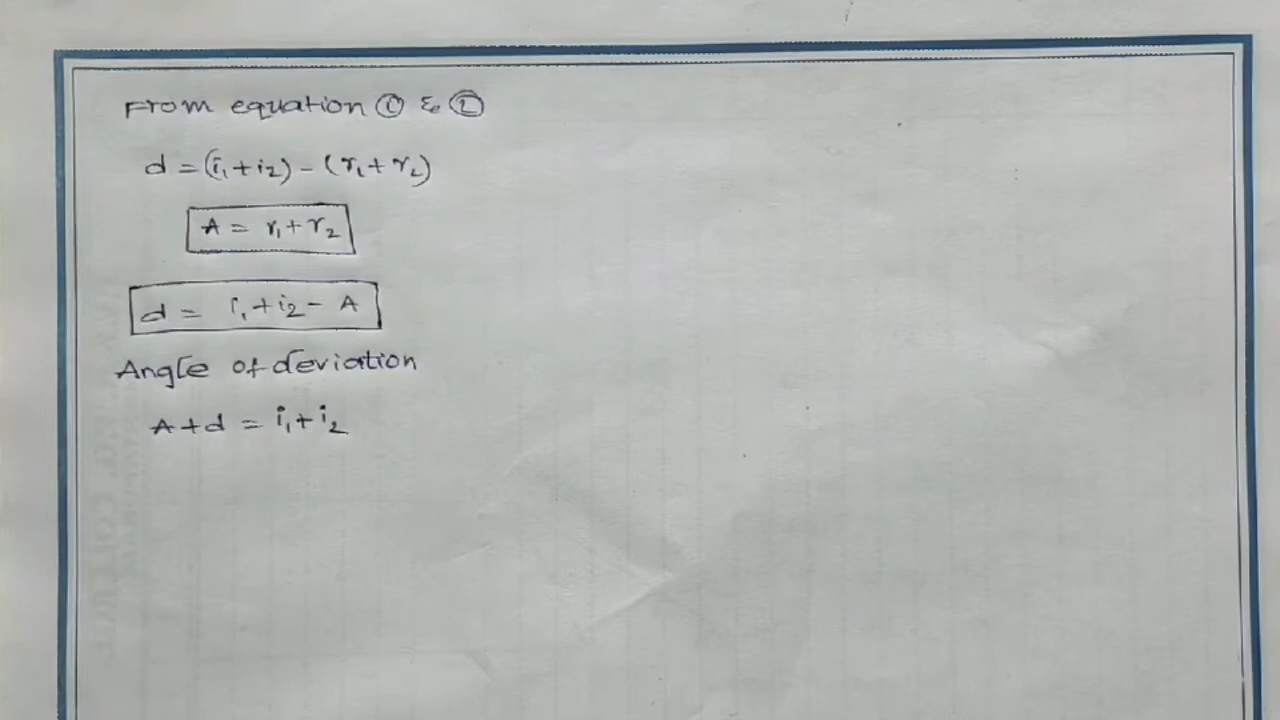 From equation ① & ②
d = (i₁ + i₂) - (r₁ + r₂)
A = r₁ + r₂
d = i₁ + i₂ - A
Angle of deviation
A + d = i₁ + i₂